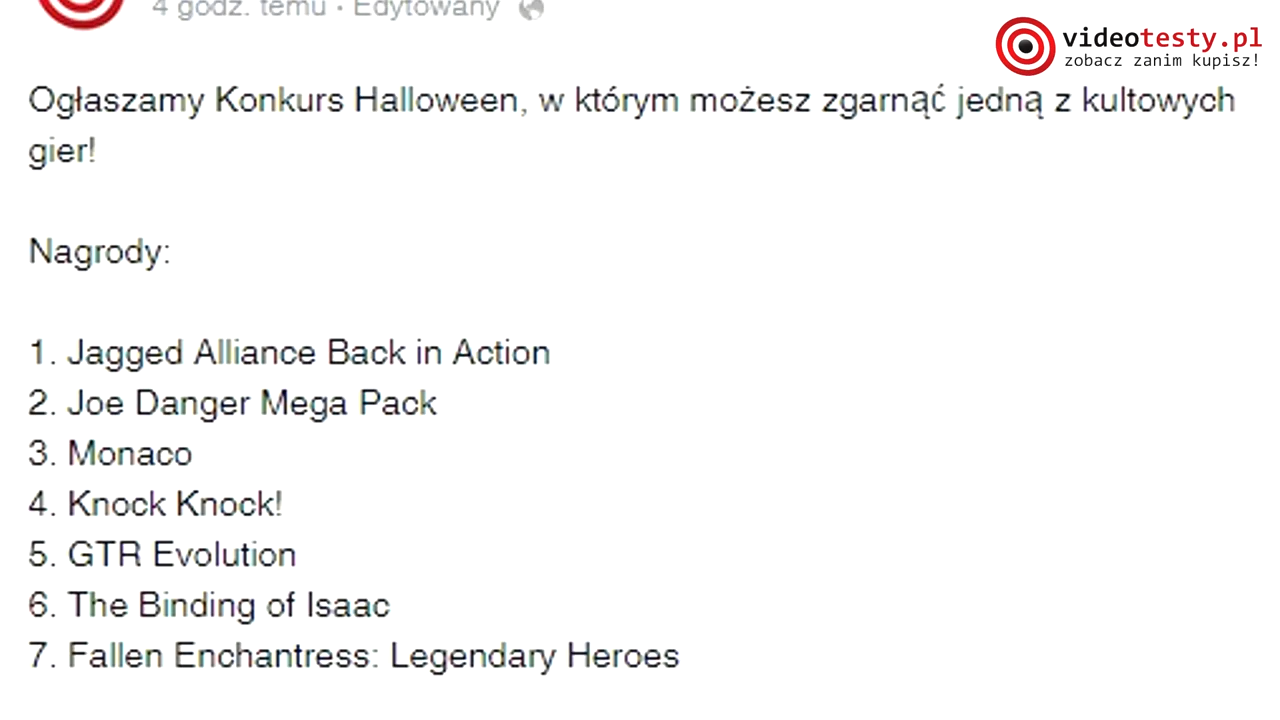 4 godz. temu · Edytowany
videotesty.pl
zobacz zanim kupisz!
Ogłaszamy Konkurs Halloween, w którym możesz zgarnąć jedną z kultowych
gier!
Nagrody:
1. Jagged Alliance Back in Action
2. Joe Danger Mega Pack
3. Monaco
4. Knock Knock!
5. GTR Evolution
6. The Binding of Isaac
7. Fallen Enchantress: Legendary Heroes